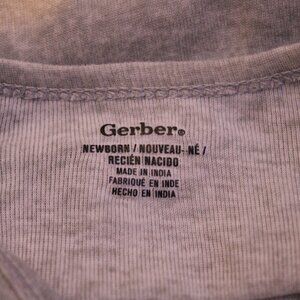 Gerber®
NEWBORN / NOUVEAU-NÉ /
RECIÉN NACIDO
MADE IN INDIA
FABRIQUÉ EN INDE
HECHO EN INDIA